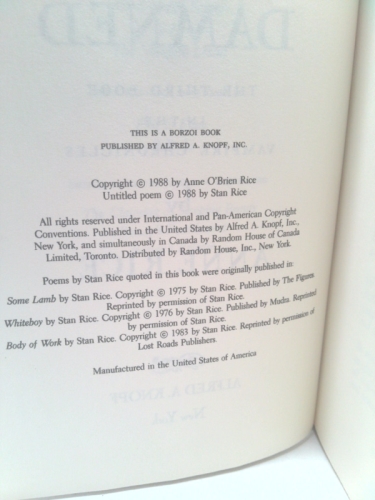 DAMNED
THIS IS A BORZOI BOOK
PUBLISHED BY ALFRED A. KNOPF, INC.
Copyright © 1988 by Anne O'Brien Rice
Untitled poem © 1988 by Stan Rice
All rights reserved under International and Pan-American Copyright
Conventions. Published in the United States by Alfred A. Knopf, Inc.,
New York, and simultaneously in Canada by Random House of Canada
Limited, Toronto. Distributed by Random House, Inc., New York
Poems by Stan Rice quoted in this book were originally published in:
Some Lamb by Stan Rice. Copyright © 1975 by Stan Rice. Published by The Figures.
Reprinted by permission of Stan Rice.
Whiteboy by Stan Rice. Copyright © 1976 by Stan Rice. Published by Mudra. Reprinted
by permission of Stan Rice.
Body of Work by Stan Rice. Copyright © 1983 by Stan Rice. Reprinted by permission of
Lost Roads Publishers.
Manufactured in the United States of America
ALFRED A. KNOPF
New York